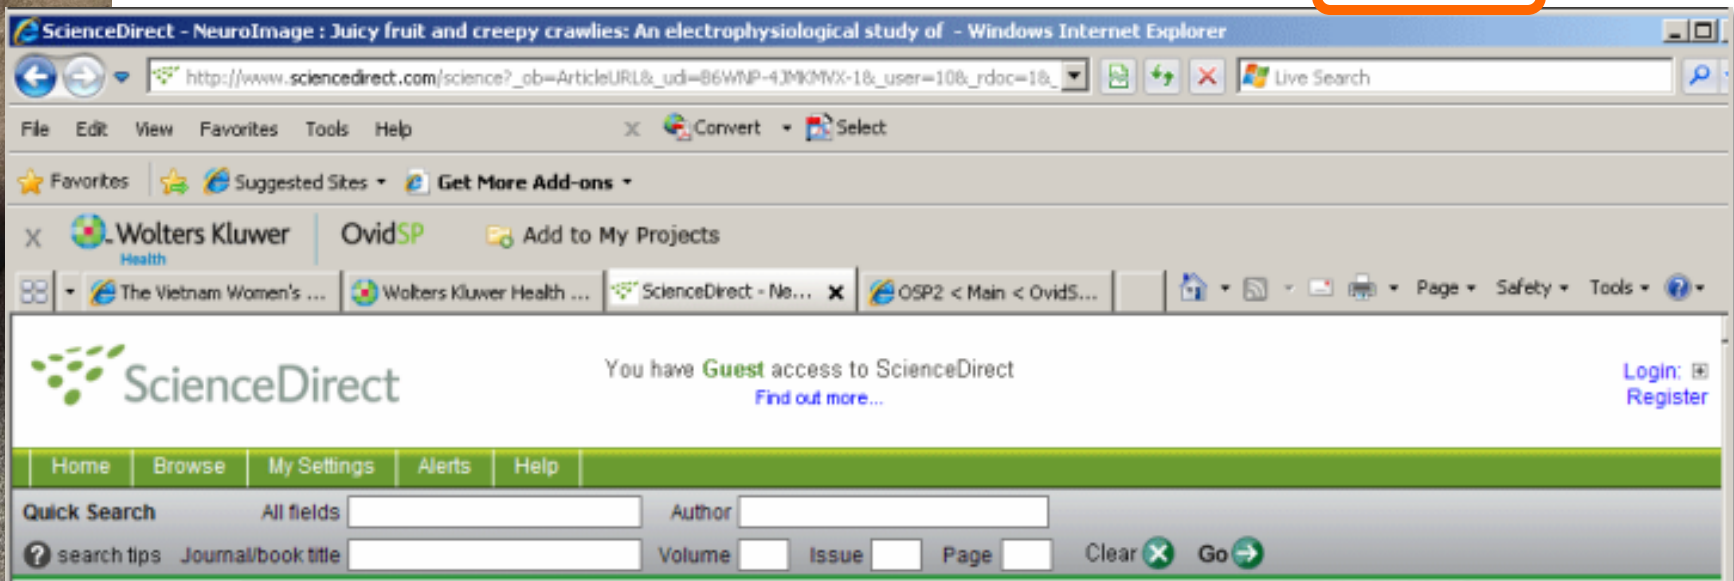 ScienceDirect - NeuroImage : Juicy fruit and creepy crawlies: An electrophysiological study of - Windows Internet Explorer
http://www.sciencedirect.com/science?_ob=ArticleURL&_udi=B6WNP-4JMKMVX-1&_user=10&_rdoc=1&_ Live Search
File Edit View Favorites Tools Help x Convert Select
Favorites Suggested Sites Get More Add-ons
x Wolters Kluwer OvidSP Add to My Projects
Health
The Vietnam Women's ... Wolters Kluwer Health ... ScienceDirect - Ne... x OSP2 < Main < OvidS... Page Safety Tools
ScienceDirect You have Guest access to ScienceDirect Login:
Find out more... Register
Home Browse My Settings Alerts Help
Quick Search All fields Author
? search tips Journal/book title Volume Issue Page Clear Go